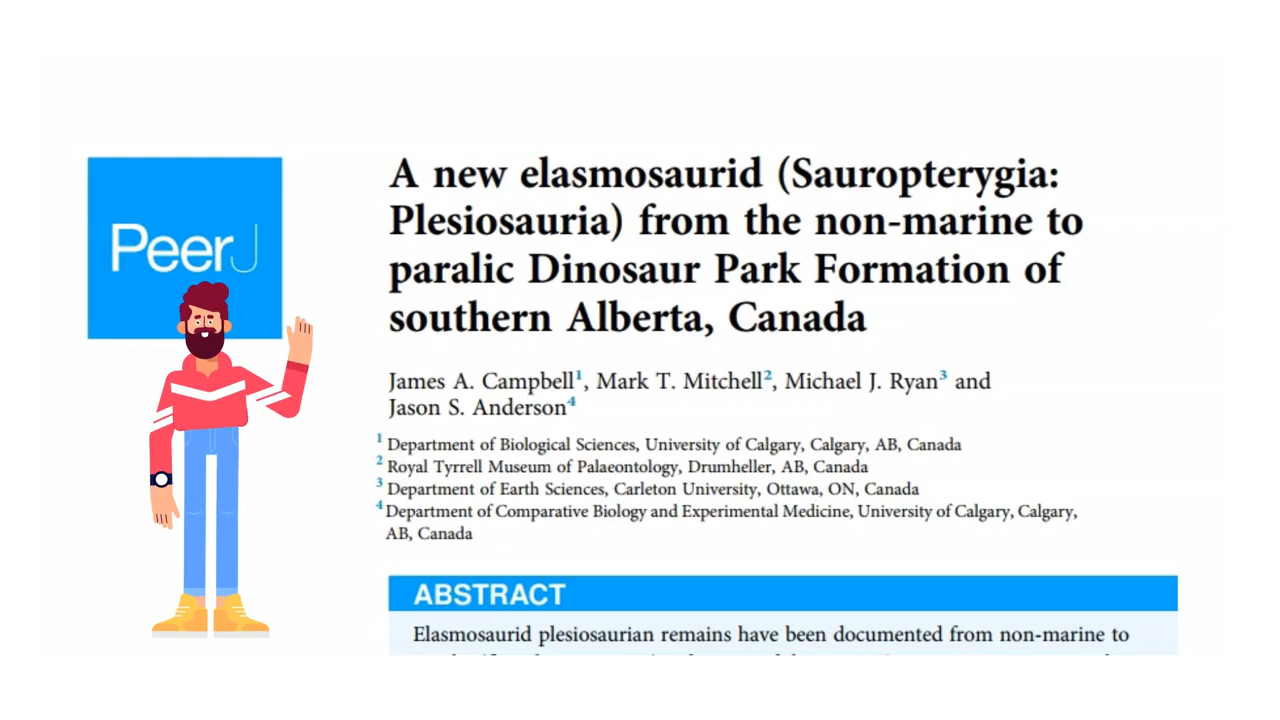 PeerJ
A new elasmosaurid (Sauropterygia:
Plesiosauria) from the non-marine to
paralic Dinosaur Park Formation of
southern Alberta, Canada
James A. Campbell1, Mark T. Mitchell2, Michael J. Ryan3 and
Jason S. Anderson4
1 Department of Biological Sciences, University of Calgary, Calgary, AB, Canada
2 Royal Tyrrell Museum of Palaeontology, Drumheller, AB, Canada
3 Department of Earth Sciences, Carleton University, Ottawa, ON, Canada
4 Department of Comparative Biology and Experimental Medicine, University of Calgary, Calgary,
AB, Canada
ABSTRACT
Elasmosaurid plesiosaurian remains have been documented from non-marine to